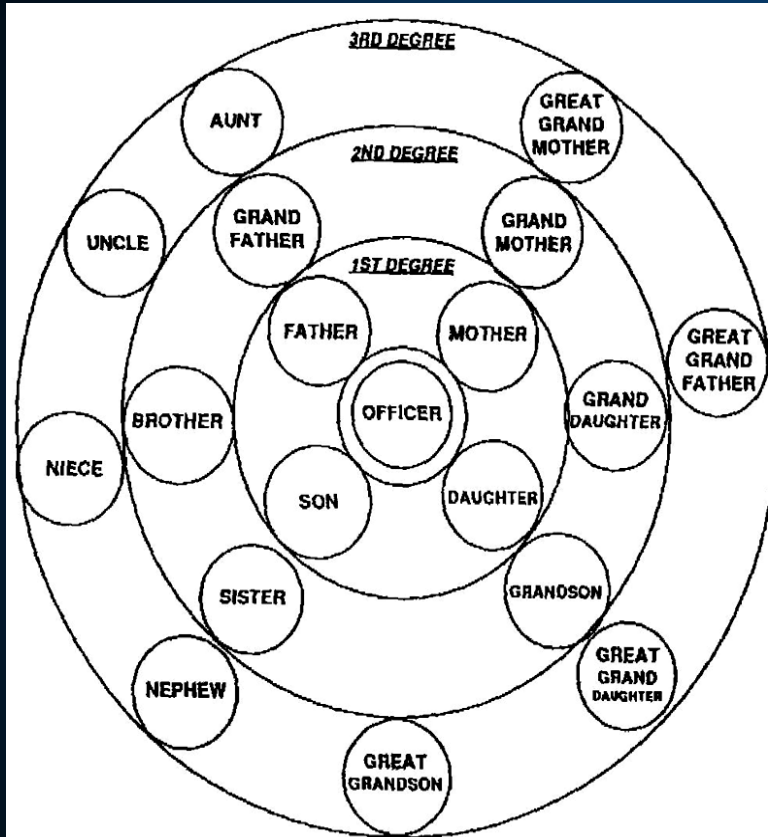 3RD DEGREE
AUNT
GREAT
GRAND
MOTHER
2ND DEGREE
UNCLE
GRAND
FATHER
GRAND
MOTHER
1ST DEGREE
FATHER
MOTHER
GREAT
GRAND
FATHER
BROTHER
OFFICER
GRAND
DAUGHTER
NIECE
SON
DAUGHTER
SISTER
GRANDSON
NEPHEW
GREAT
GRAND
DAUGHTER
GREAT
GRANDSON